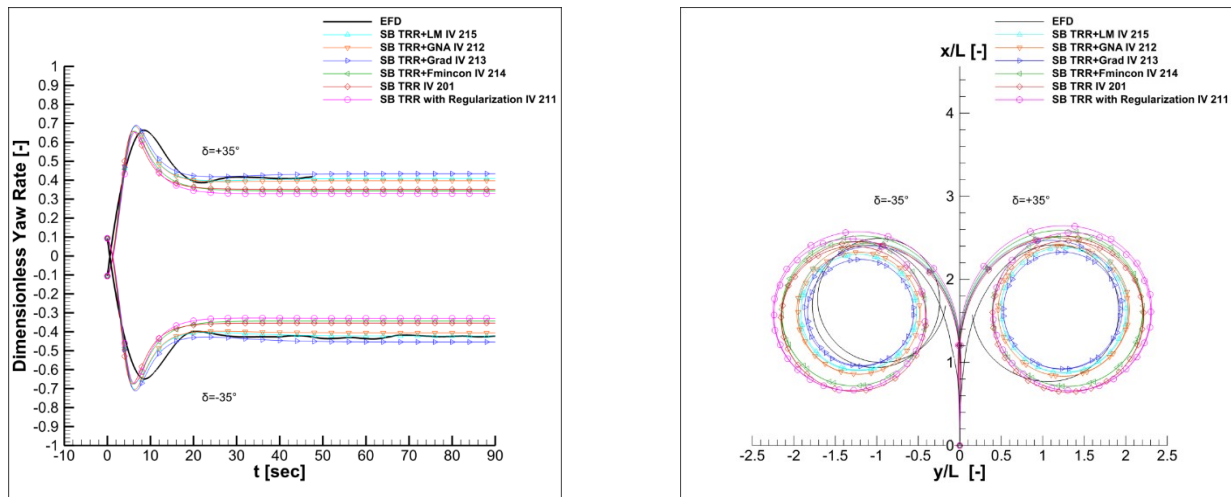 EFD
SB TRR+LM IV 215
SB TRR+GNA IV 212
SB TRR+Grad IV 213
SB TRR+Fmincon IV 214
SB TRR IV 201
SB TRR with Regularization IV 211
Dimensionless Yaw Rate [-]
1
0.9
0.8
0.7
0.6
0.5
0.4
0.3
0.2
0.1
0
-0.1
-0.2
-0.3
-0.4
-0.5
-0.6
-0.7
-0.8
-0.9
-1
δ=+35°
δ=-35°
-10 0 10 20 30 40 50 60 70 80 90
t [sec]
EFD
SB TRR+LM IV 215
SB TRR+GNA IV 212
SB TRR+Grad IV 213
SB TRR+Fmincon IV 214
SB TRR IV 201
SB TRR with Regularization IV 211
x/L [-]
4
3
2
1
0
δ=-35°
δ=+35°
-2.5 -2 -1.5 -1 -0.5 0 0.5 1 1.5 2 2.5
y/L [-]